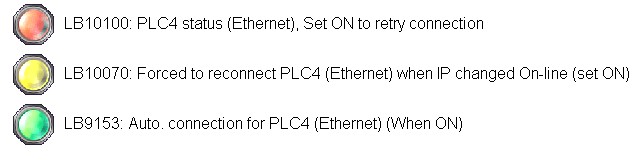 LB10100: PLC4 status (Ethernet), Set ON to retry connection
LB10070: Forced to reconnect PLC4 (Ethernet) when IP changed On-line (set ON)
LB9153: Auto. connection for PLC4 (Ethernet) (When ON)